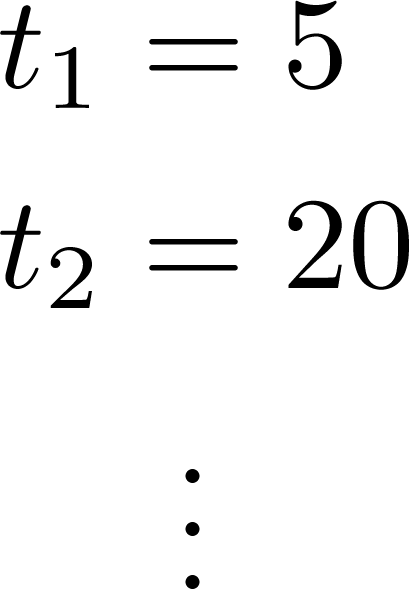 t₁ = 5
t₂ = 20
⋮